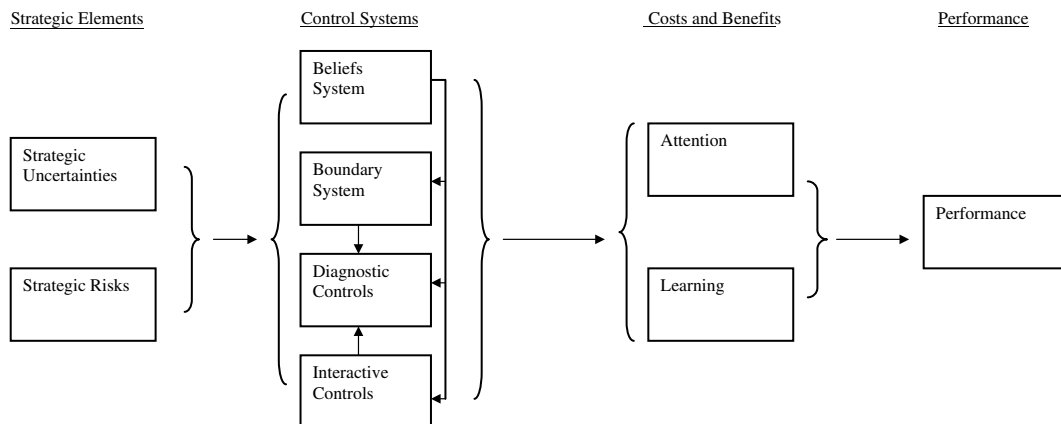 Strategic Elements
Control Systems
Costs and Benefits
Performance
Beliefs
System
Strategic
Uncertainties
Boundary
System
Attention
Performance
Strategic Risks
Diagnostic
Controls
Learning
Interactive
Controls